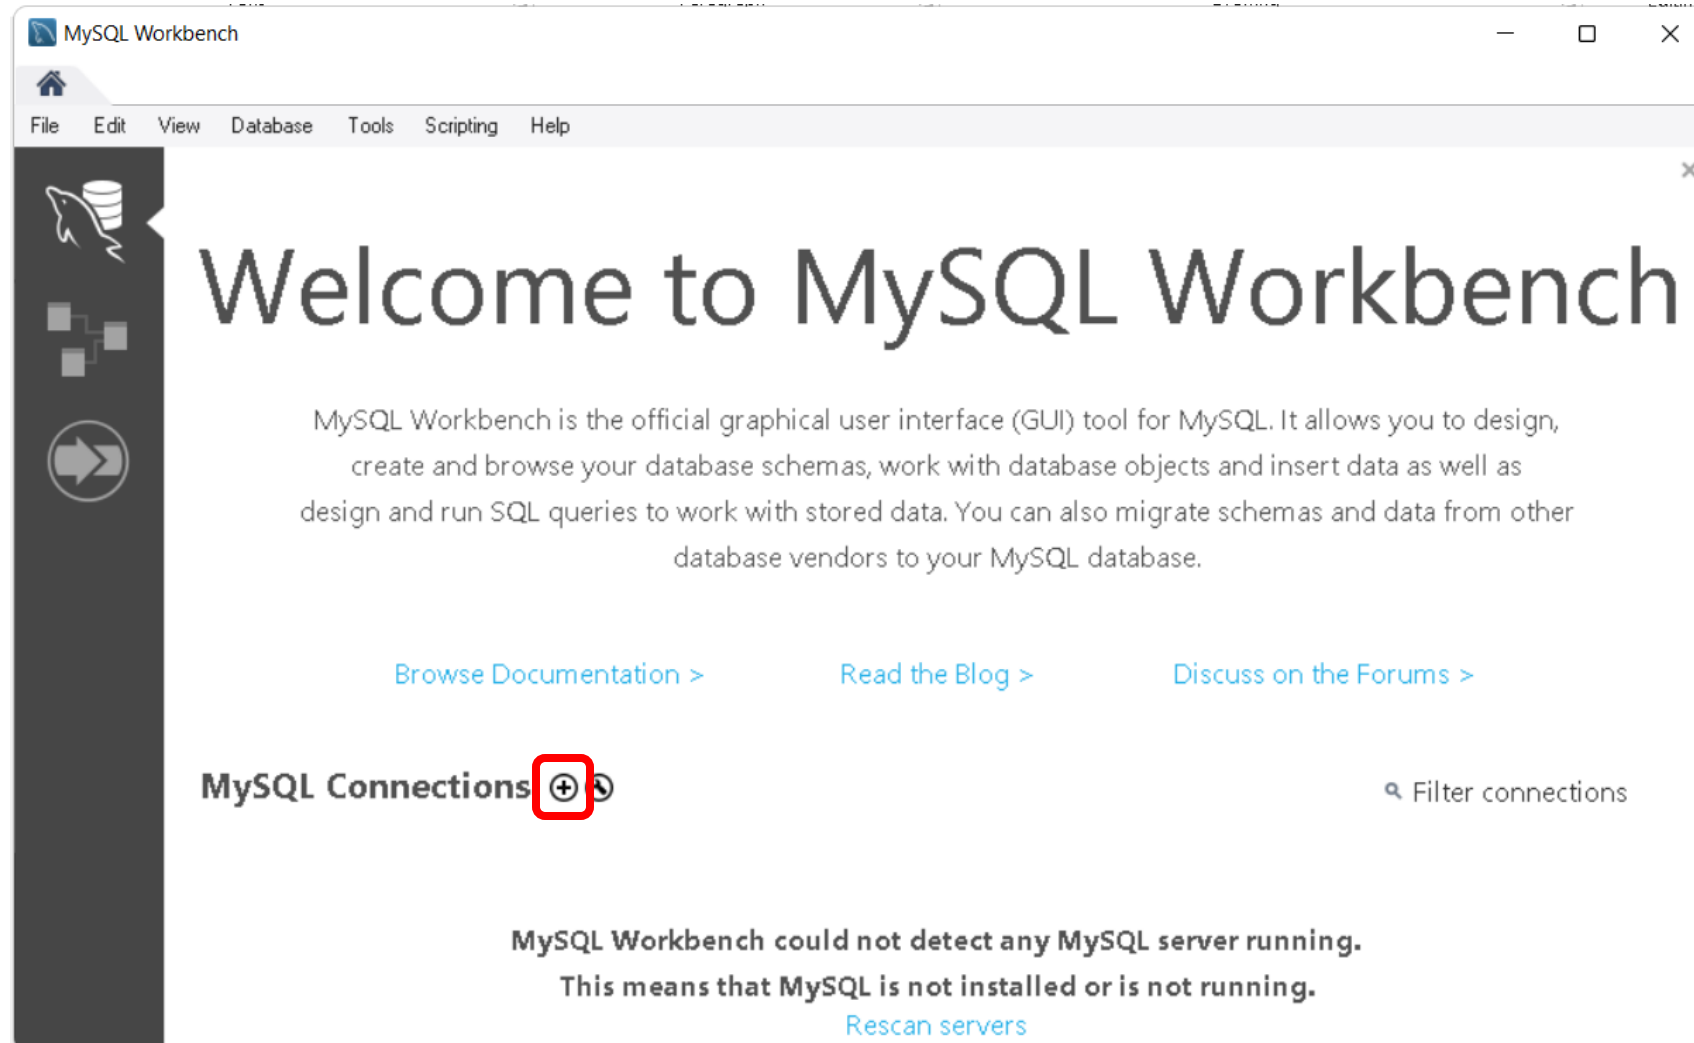 MySQL Workbench
File Edit View Database Tools Scripting Help
Welcome to MySQL Workbench
MySQL Workbench is the official graphical user interface (GUI) tool for MySQL. It allows you to design,
create and browse your database schemas, work with database objects and insert data as well as
design and run SQL queries to work with stored data. You can also migrate schemas and data from other
database vendors to your MySQL database.
Browse Documentation > Read the Blog > Discuss on the Forums >
MySQL Connections Filter connections
MySQL Workbench could not detect any MySQL server running.
This means that MySQL is not installed or is not running.
Rescan servers